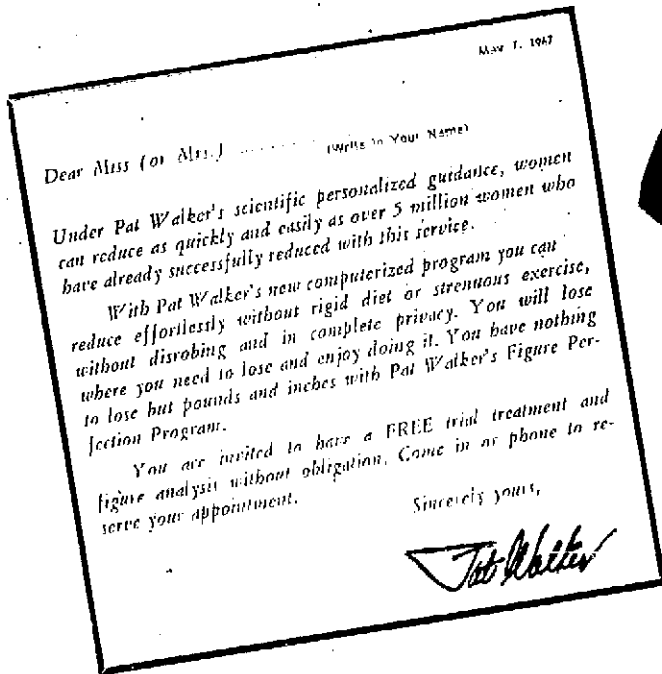 May 1, 1967
Dear Miss (or Mrs.) ..........
(Write in Your Name)
Under Pat Walker's scientific personalized guidance, women
can reduce as quickly and easily as over 5 million women who
have already successfully reduced with this service.
With Pat Walker's new computerized program you can
reduce effortlessly without rigid diet or strenuous exercise,
without disrobing and in complete privacy. You will lose
where you need to lose and enjoy doing it. You have nothing
to lose but pounds and inches with Pat Walker's Figure Per-
fection Program.
You are invited to have a FREE trial treatment and
figure analysis without obligation. Come in or phone to re-
serve your appointment.
Sincerely yours,
Pat Walker